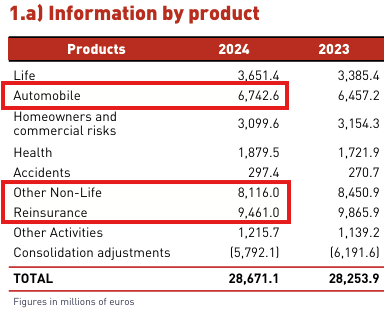 1.a) Information by product
Products 2024 2023
Life 3,651.4 3,385.4
Automobile 6,742.6 6,457.2
Homeowners and
commercial risks 3,099.6 3,154.3
Health 1,879.5 1,721.9
Accidents 297.4 270.7
Other Non-Life 8,116.0 8,450.9
Reinsurance 9,461.0 9,865.9
Other Activities 1,215.7 1,139.2
Consolidation adjustments (5,792.1) (6,191.6)
TOTAL 28,671.1 28,253.9
Figures in millions of euros